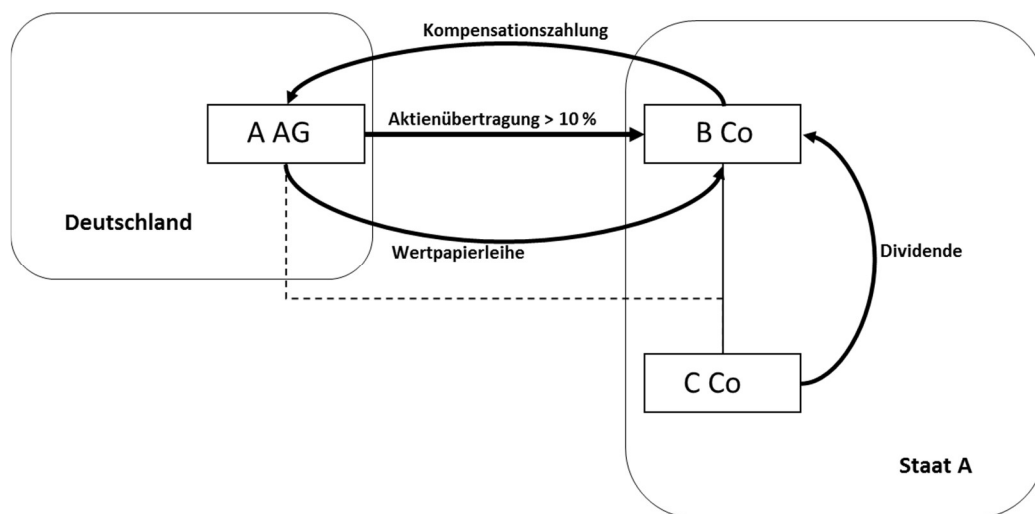 Kompensationszahlung
Aktienübertragung > 10 %
A AG
B Co
Deutschland
Wertpapierleihe
Dividende
C Co
Staat A